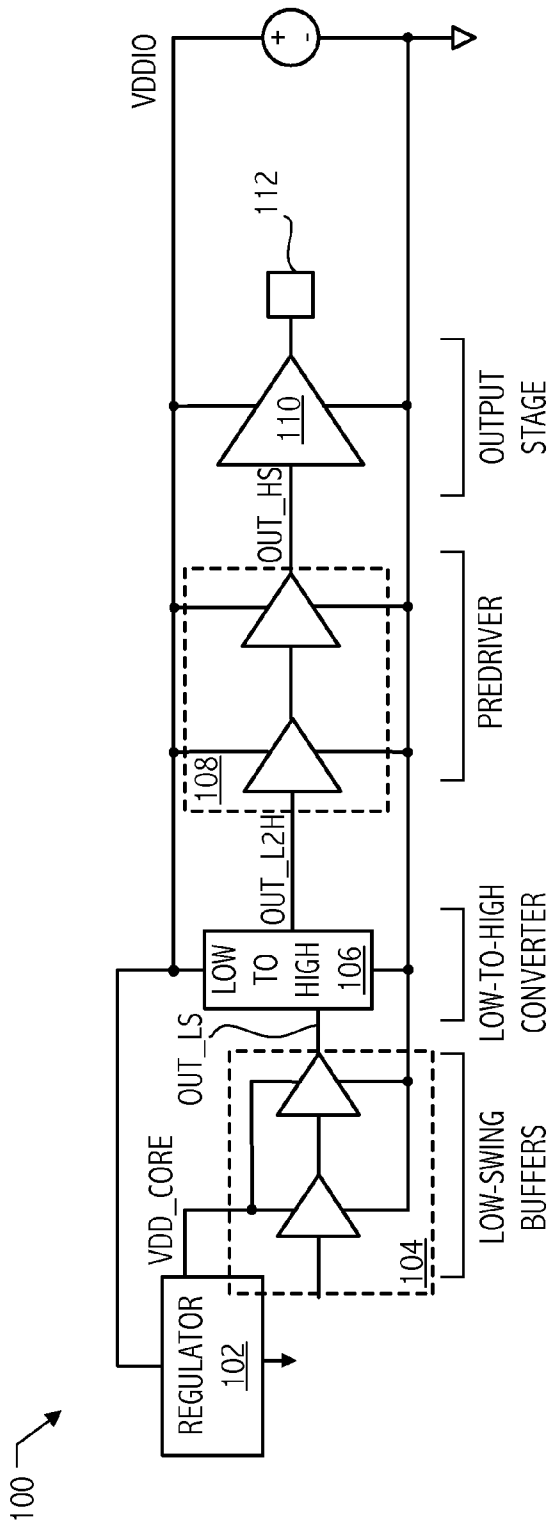 100
VDDIO
VDD_CORE
REGULATOR
102
104
OUT_LS
LOW
TO
HIGH
106
OUT_L2H
108
OUT_HS
110
112
+
-
LOW-SWING
BUFFERS
LOW-TO-HIGH
CONVERTER
PREDRIVER
OUTPUT
STAGE